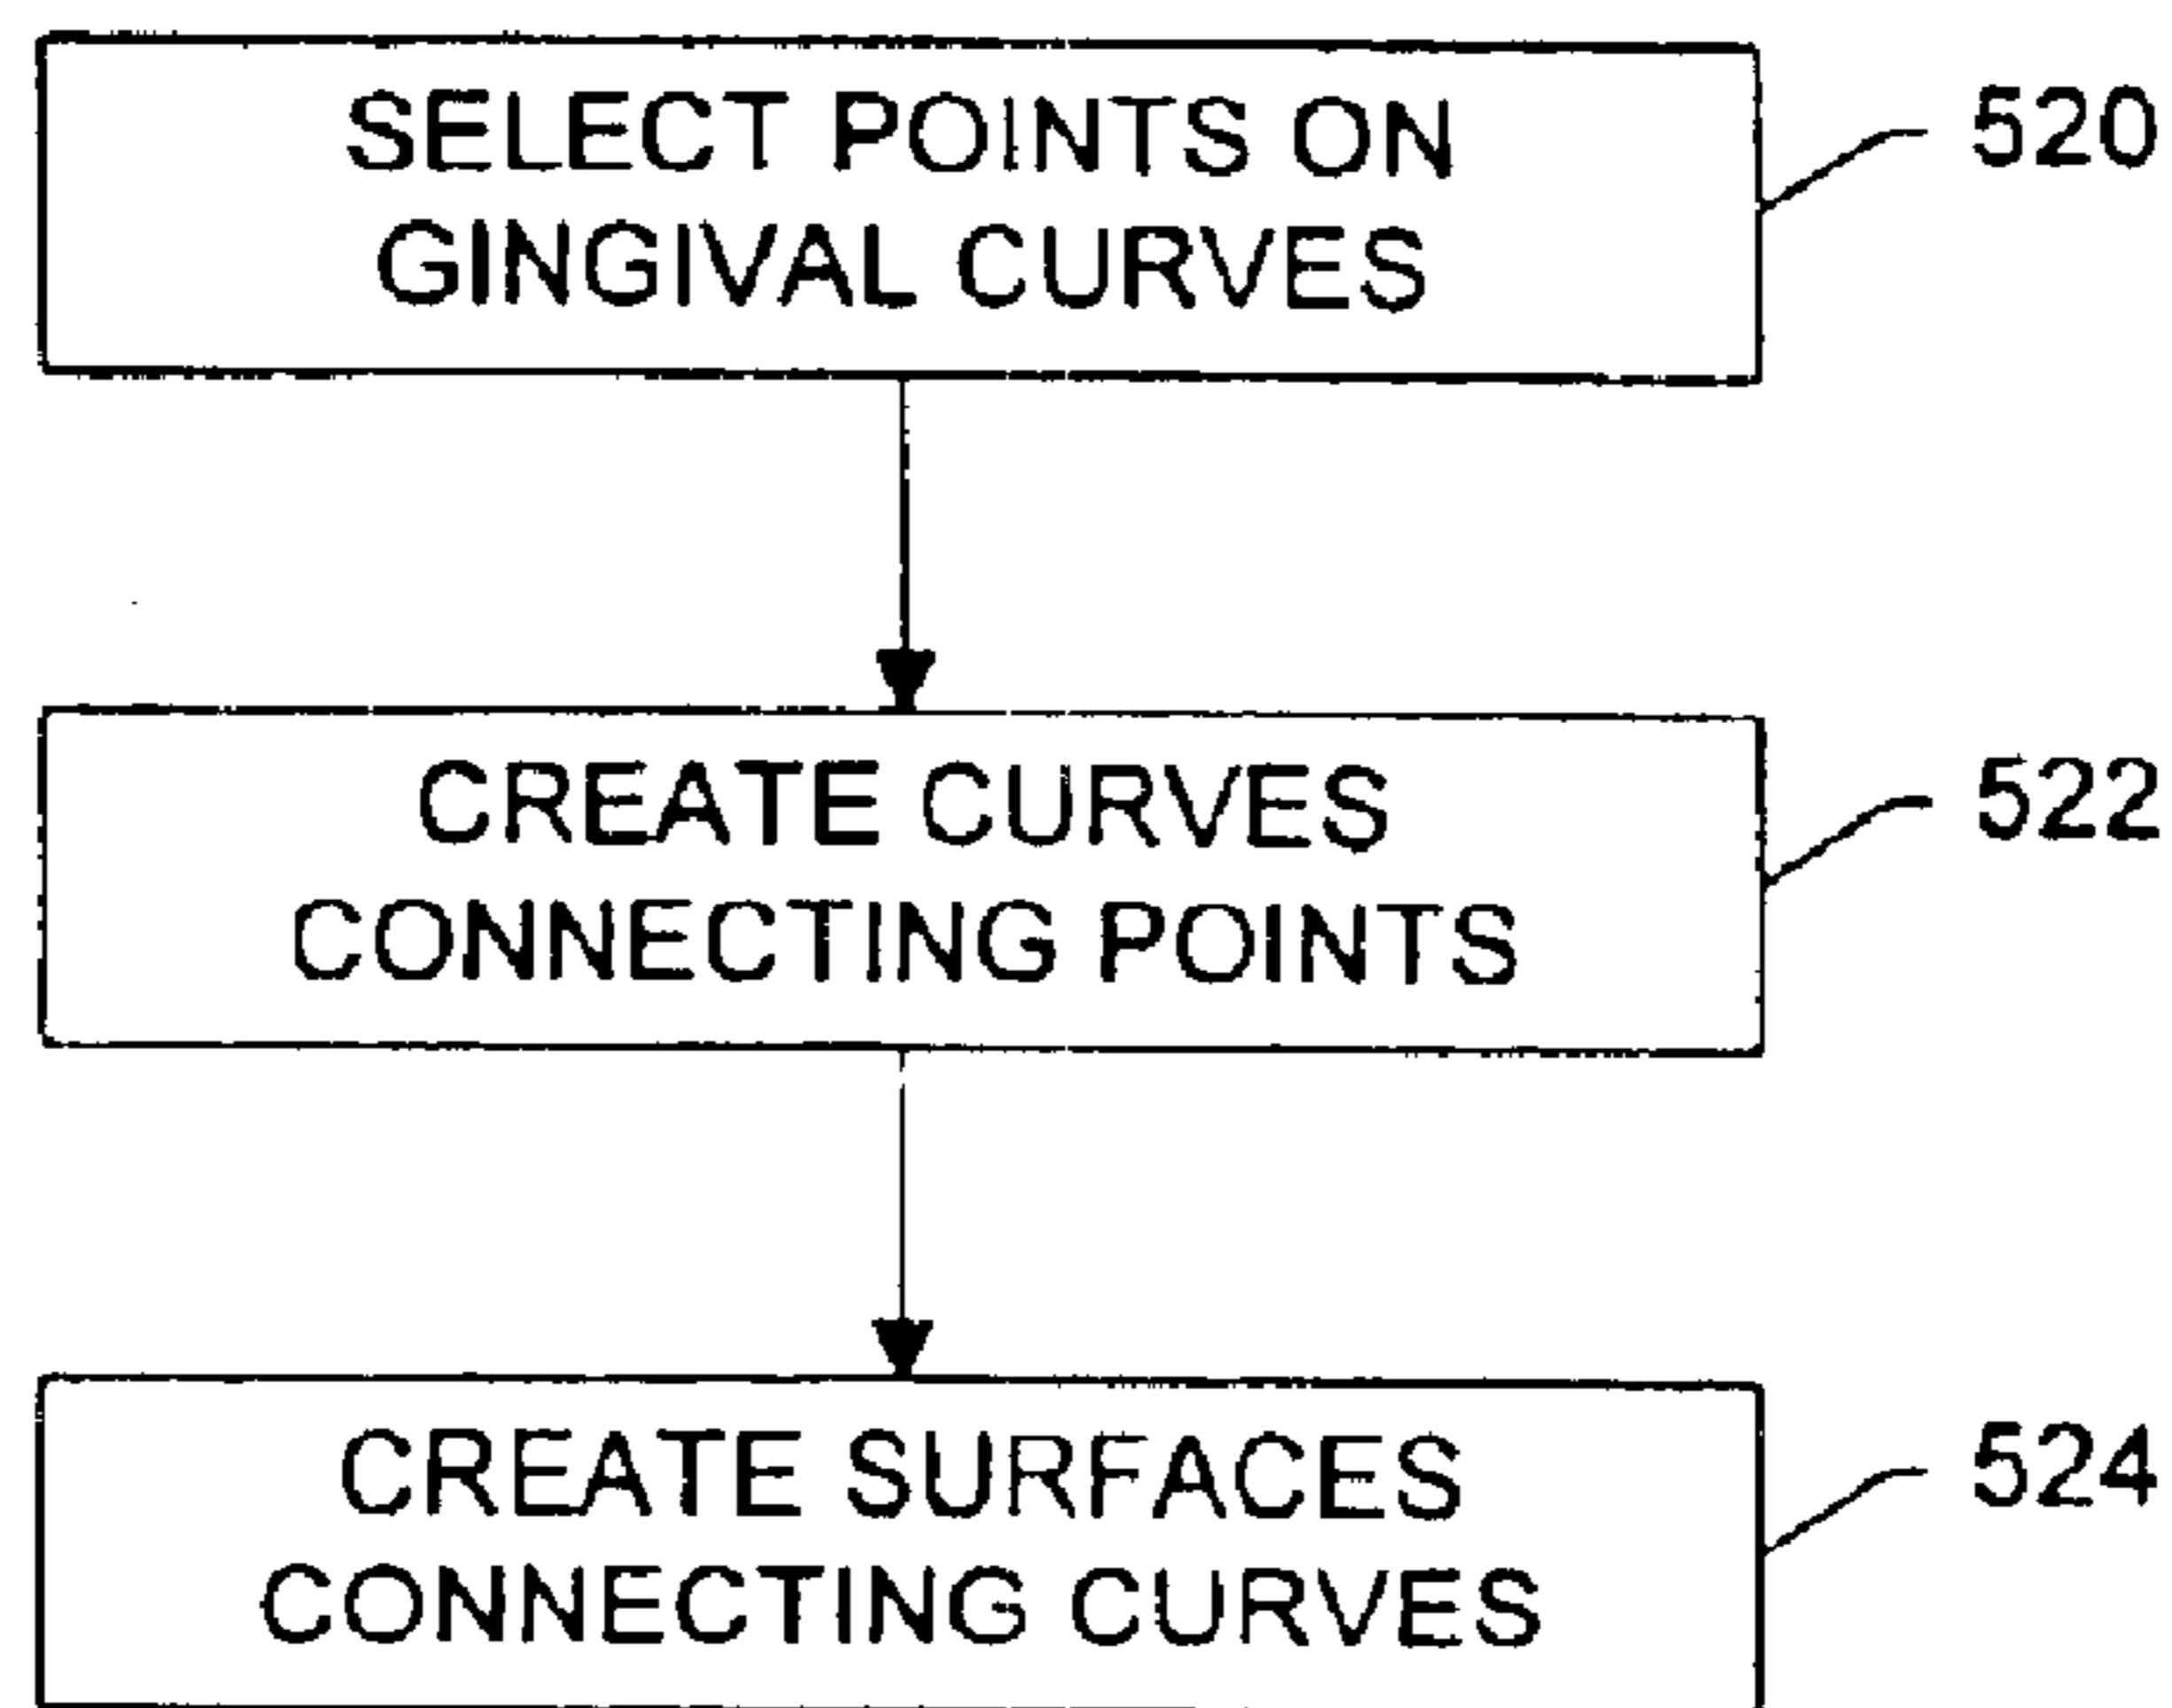 SELECT POINTS ON
GINGIVAL CURVES
520
CREATE CURVES
CONNECTING POINTS
522
CREATE SURFACES
CONNECTING CURVES
524